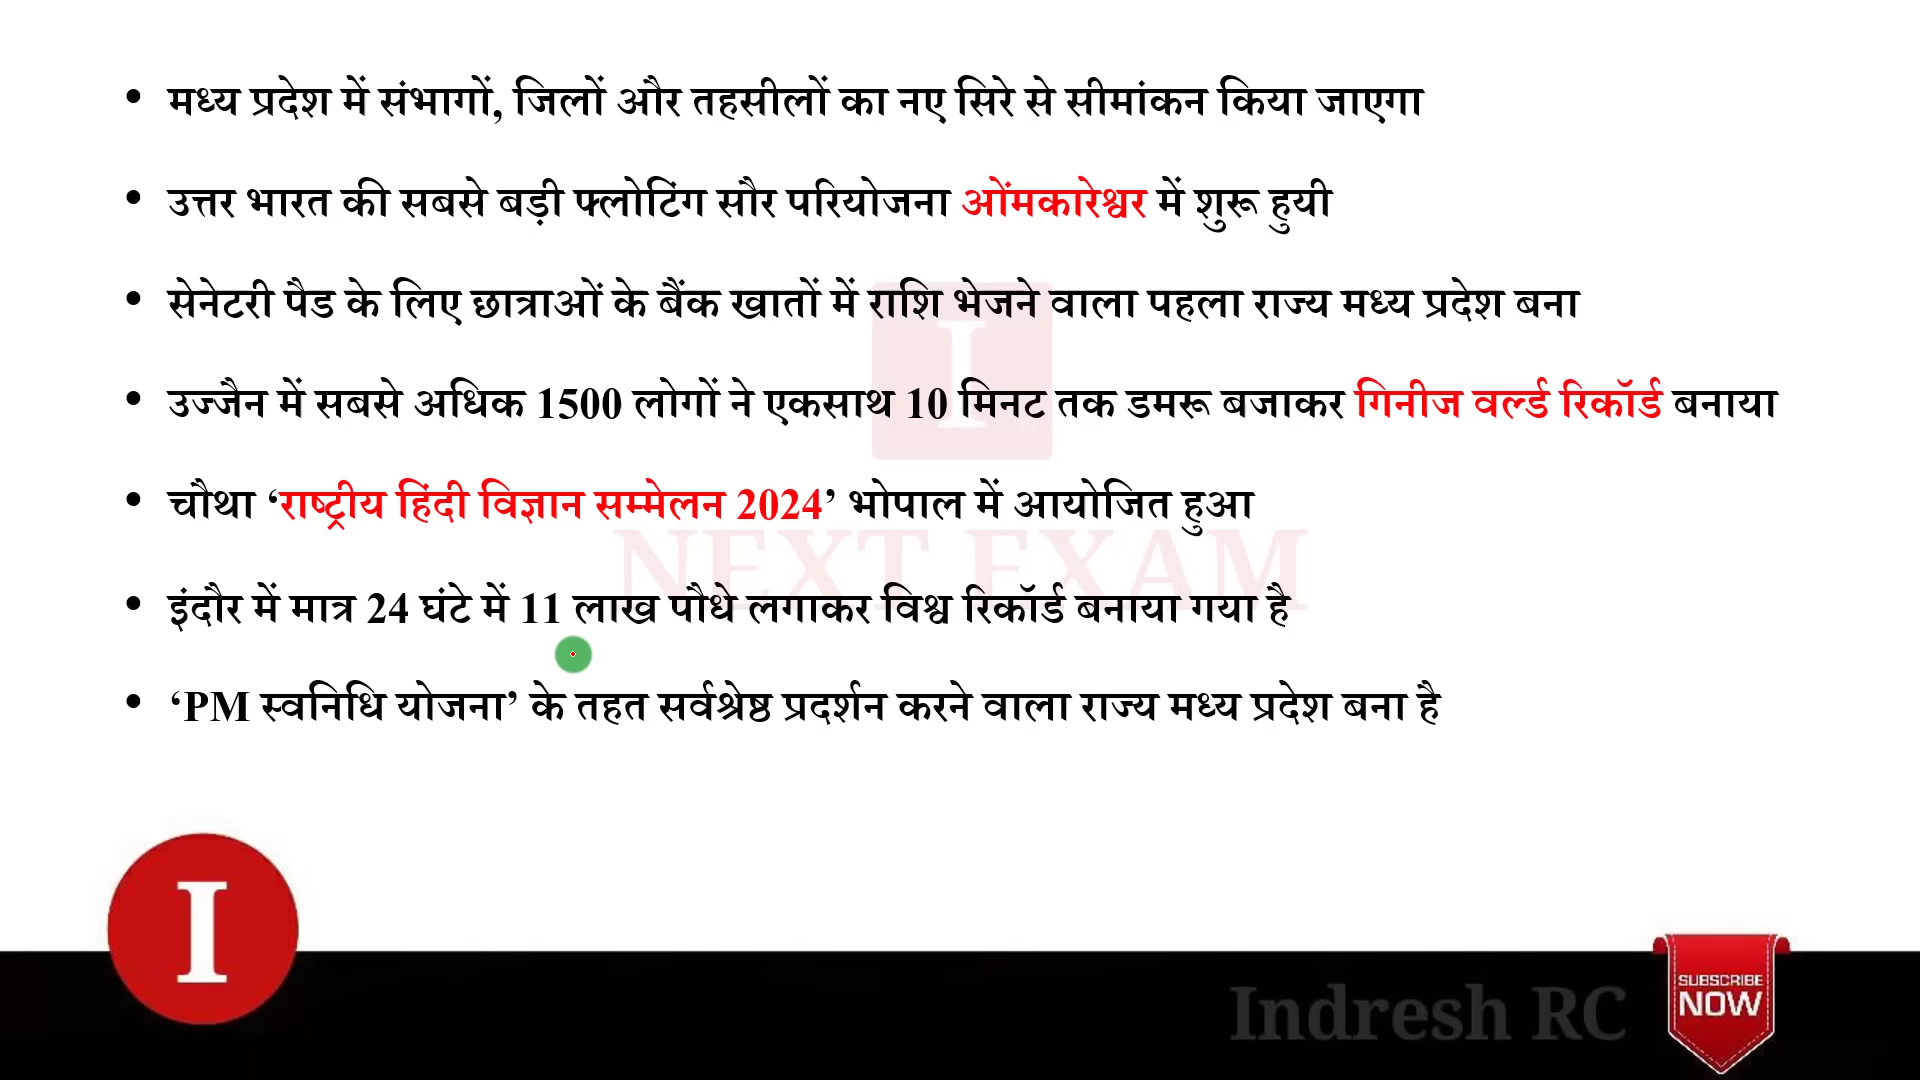 • मध्य प्रदेश में संभागों, जिलों और तहसीलों का नए सिरे से सीमांकन किया जाएगा
• उत्तर भारत की सबसे बड़ी फ्लोटिंग सौर परियोजना ओंमकारेश्वर में शुरू हुयी
• सेनेटरी पैड के लिए छात्राओं के बैंक खातों में राशि भेजने वाला पहला राज्य मध्य प्रदेश बना
• उज्जैन में सबसे अधिक 1500 लोगों ने एकसाथ 10 मिनट तक डमरू बजाकर गिनीज वर्ल्ड रिकॉर्ड बनाया
• चौथा ‘राष्ट्रीय हिंदी विज्ञान सम्मेलन 2024’ भोपाल में आयोजित हुआ
NEXT EXAM
• इंदौर में मात्र 24 घंटे में 11 लाख पौधे लगाकर विश्व रिकॉर्ड बनाया गया है
• ‘PM स्वनिधि योजना’ के तहत सर्वश्रेष्ठ प्रदर्शन करने वाला राज्य मध्य प्रदेश बना है
I
I
Indresh RC
SUBSCRIBE
NOW